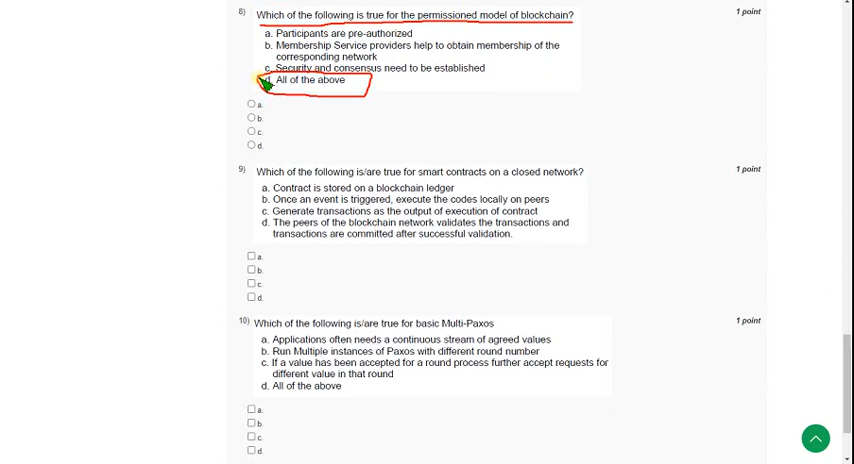 8) Which of the following is true for the permissioned model of blockchain? 1 point
a. Participants are pre-authorized
b. Membership Service providers help to obtain membership of the
corresponding network
c. Security and consensus need to be established
d. All of the above
a.
b.
c.
d.
9) Which of the following is/are true for smart contracts on a closed network? 1 point
a. Contract is stored on a blockchain ledger
b. Once an event is triggered, execute the codes locally on peers
c. Generate transactions as the output of execution of contract
d. The peers of the blockchain network validates the transactions and
transactions are committed after successful validation.
a.
b.
c.
d.
10) Which of the following is/are true for basic Multi-Paxos 1 point
a. Applications often needs a continuous stream of agreed values
b. Run Multiple instances of Paxos with different round number
c. If a value has been accepted for a round process further accept requests for
different value in that round
d. All of the above
a.
b.
c.
d.